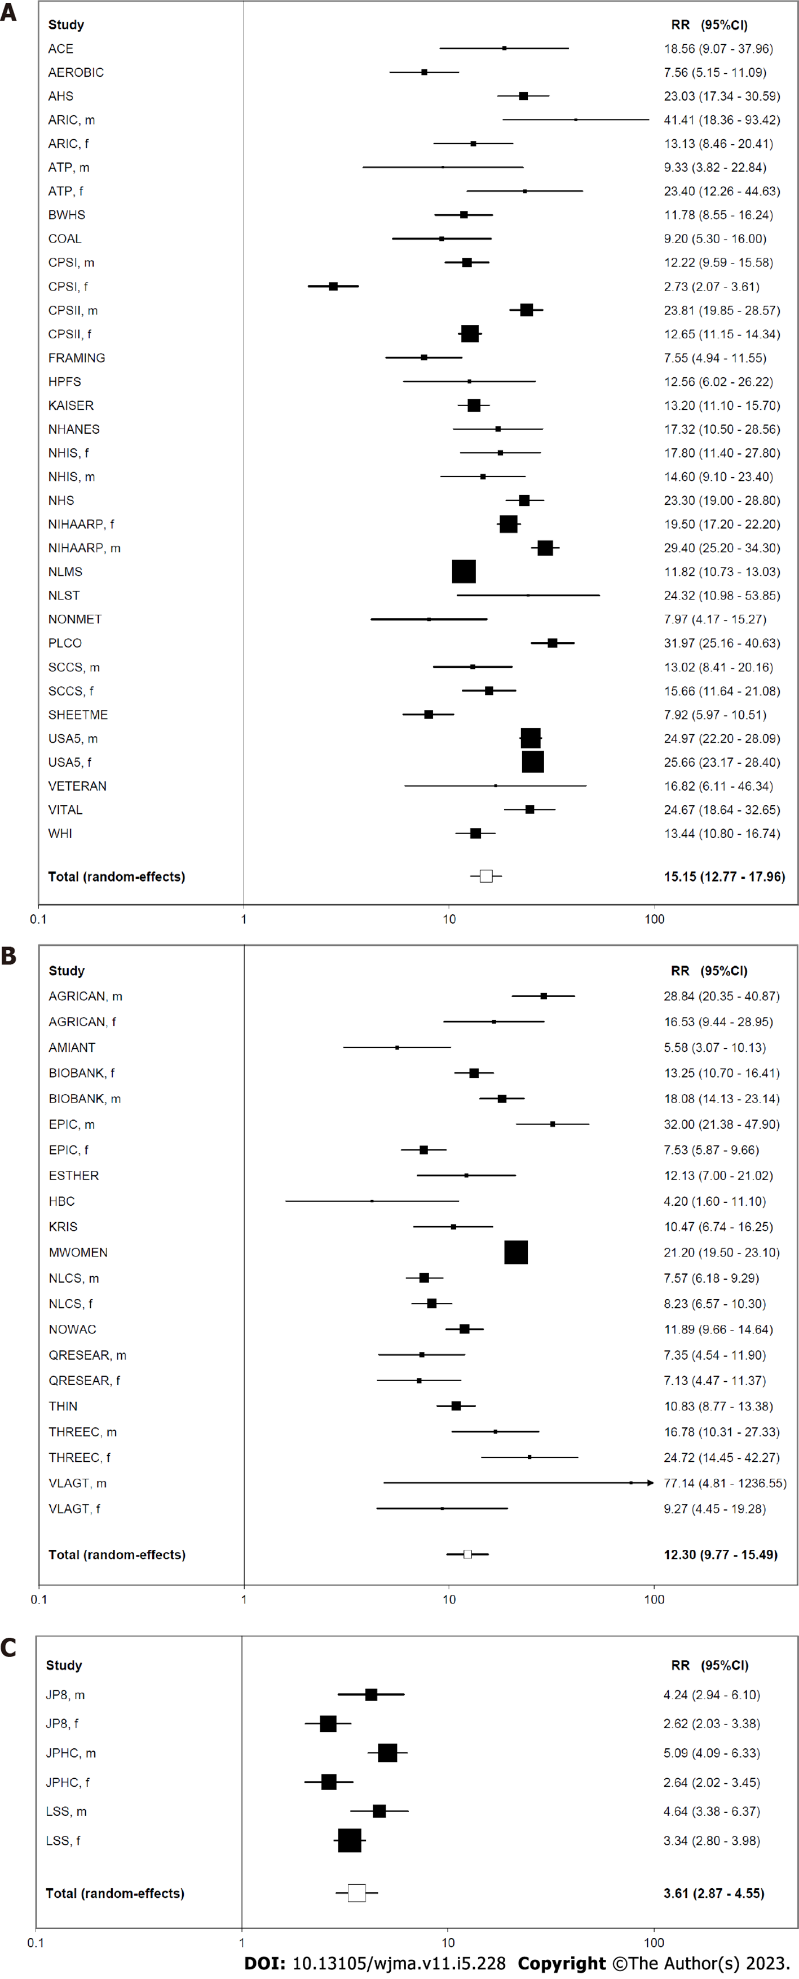 A
Study RR (95%CI)
ACE 18.56 (9.07 - 37.96)
AEROBIC 7.56 (5.15 - 11.09)
AHS 23.03 (17.34 - 30.59)
ARIC, m 41.41 (18.36 - 93.42)
ARIC, f 13.13 (8.46 - 20.41)
ATP, m 9.33 (3.82 - 22.84)
ATP, f 23.40 (12.26 - 44.63)
BWHS 11.78 (8.55 - 16.24)
COAL 9.20 (5.30 - 16.00)
CPSI, m 12.22 (9.59 - 15.58)
CPSI, f 2.73 (2.07 - 3.61)
CPSII, m 23.81 (19.85 - 28.57)
CPSII, f 12.65 (11.15 - 14.34)
FRAMING 7.55 (4.94 - 11.55)
HPFS 12.56 (6.02 - 26.22)
KAISER 13.20 (11.10 - 15.70)
NHANES 17.32 (10.50 - 28.56)
NHIS, f 17.80 (11.40 - 27.80)
NHIS, m 14.60 (9.10 - 23.40)
NHS 23.30 (19.00 - 28.80)
NIHAARP, f 19.50 (17.20 - 22.20)
NIHAARP, m 29.40 (25.20 - 34.30)
NLMS 11.82 (10.73 - 13.03)
NLST 24.32 (10.98 - 53.85)
NONMET 7.97 (4.17 - 15.27)
PLCO 31.97 (25.16 - 40.63)
SCCS, m 13.02 (8.41 - 20.16)
SCCS, f 15.66 (11.64 - 21.08)
SHEETME 7.92 (5.97 - 10.51)
USA5, m 24.97 (22.20 - 28.09)
USA5, f 25.66 (23.17 - 28.40)
VETERAN 16.82 (6.11 - 46.34)
VITAL 24.67 (18.64 - 32.65)
WHI 13.44 (10.80 - 16.74)
Total (random-effects) 15.15 (12.77 - 17.96)
0.1 1 10 100
B
Study RR (95%CI)
AGRICAN, m 28.84 (20.35 - 40.87)
AGRICAN, f 16.53 (9.44 - 28.95)
AMIANT 5.58 (3.07 - 10.13)
BIOBANK, f 13.25 (10.70 - 16.41)
BIOBANK, m 18.08 (14.13 - 23.14)
EPIC, m 32.00 (21.38 - 47.90)
EPIC, f 7.53 (5.87 - 9.66)
ESTHER 12.13 (7.00 - 21.02)
HBC 4.20 (1.60 - 11.10)
KRIS 10.47 (6.74 - 16.25)
MWOMEN 21.20 (19.50 - 23.10)
NLCS, m 7.57 (6.18 - 9.29)
NLCS, f 8.23 (6.57 - 10.30)
NOWAC 11.89 (9.66 - 14.64)
QRESEAR, m 7.35 (4.54 - 11.90)
QRESEAR, f 7.13 (4.47 - 11.37)
THIN 10.83 (8.77 - 13.38)
THREEC, m 16.78 (10.31 - 27.33)
THREEC, f 24.72 (14.45 - 42.27)
VLAGT, m 77.14 (4.81 - 1236.55)
VLAGT, f 9.27 (4.45 - 19.28)
Total (random-effects) 12.30 (9.77 - 15.49)
0.1 1 10 100
C
Study RR (95%CI)
JP8, m 4.24 (2.94 - 6.10)
JP8, f 2.62 (2.03 - 3.38)
JPHC, m 5.09 (4.09 - 6.33)
JPHC, f 2.64 (2.02 - 3.45)
LSS, m 4.64 (3.38 - 6.37)
LSS, f 3.34 (2.80 - 3.98)
Total (random-effects) 3.61 (2.87 - 4.55)
0.1 1 10 100
DOI: 10.13105/wjma.v11.i5.228 Copyright ©The Author(s) 2023.